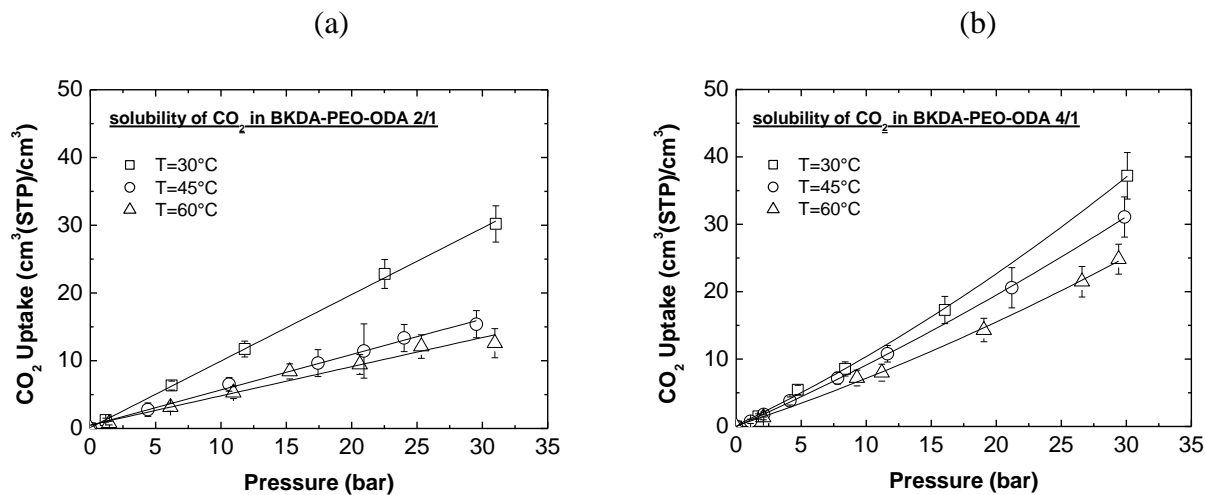 (a)
(b)
50
40
30
20
10
0
CO₂ Uptake (cm³(STP)/cm³)
solubility of CO₂ in BKDA-PEO-ODA 2/1
T=30°C
T=45°C
T=60°C
0 5 10 15 20 25 30 35
Pressure (bar)
50
40
30
20
10
0
CO₂ Uptake (cm³(STP)/cm³)
solubility of CO₂ in BKDA-PEO-ODA 4/1
T=30°C
T=45°C
T=60°C
0 5 10 15 20 25 30 35
Pressure (bar)